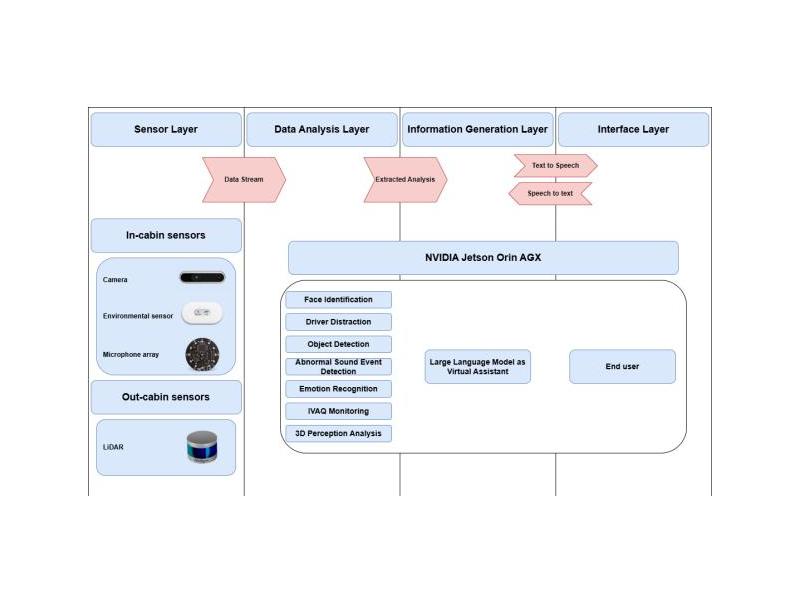 Sensor Layer
Data Analysis Layer
Information Generation Layer
Interface Layer
Data Stream
Extracted Analysis
Text to Speech
Speech to text
In-cabin sensors
NVIDIA Jetson Orin AGX
Camera
Environmental sensor
Microphone array
Out-cabin sensors
LiDAR
Face Identification
Driver Distraction
Object Detection
Abnormal Sound Event
Detection
Emotion Recognition
IVAQ Monitoring
3D Perception Analysis
Large Language Model as
Virtual Assistant
End user